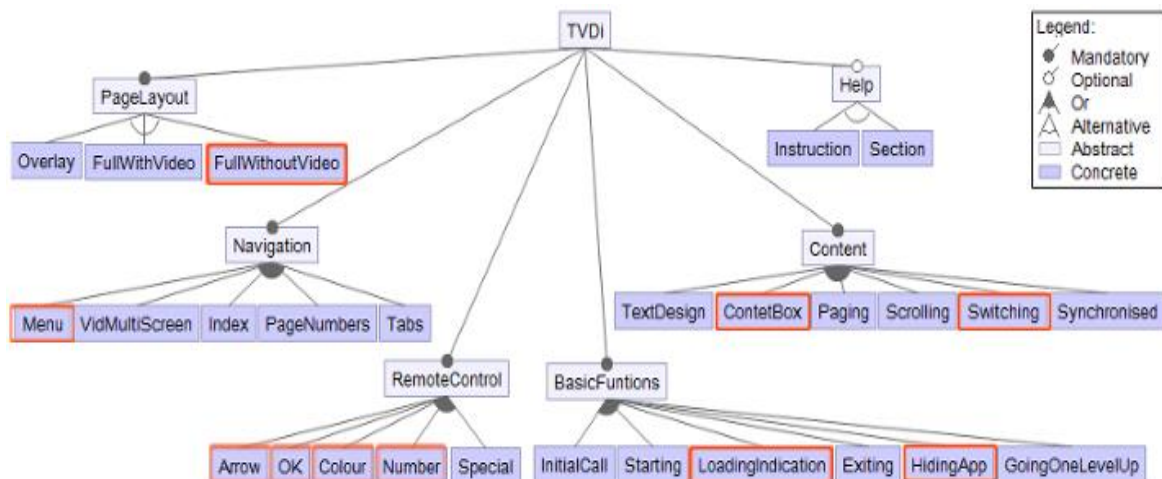 TVDi
Legend:
Mandatory
Optional
Or
Alternative
Abstract
Concrete
PageLayout
Help
Overlay FullWithVideo FullWithoutVideo
Instruction Section
Navigation
Content
Menu VidMultiScreen Index PageNumbers Tabs
TextDesign ContetBox Paging Scrolling Switching Synchronised
RemoteControl
BasicFuntions
Arrow OK Colour Number Special
InitialCall Starting LoadingIndication Exiting HidingApp GoingOneLevelUp